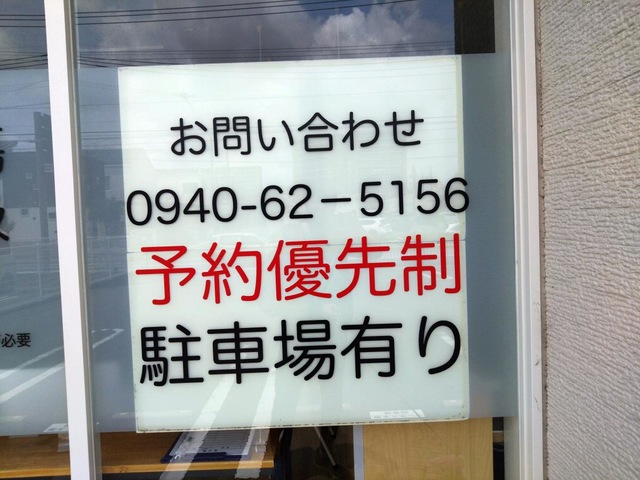 お問い合わせ
0940-62-5156
予約優先制
駐車場有り
必要